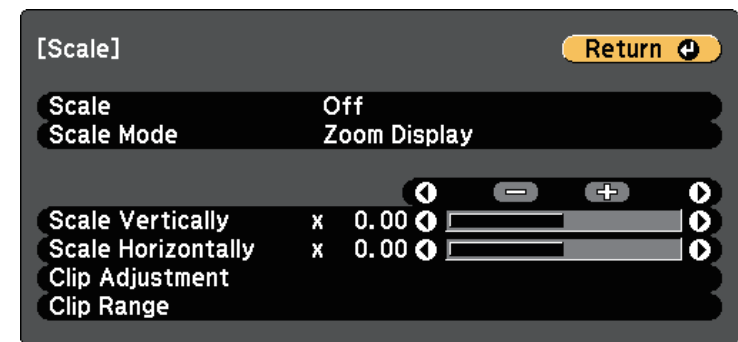 [Scale]
Return
Scale Off
Scale Mode Zoom Display
Scale Vertically x 0.00
Scale Horizontally x 0.00
Clip Adjustment
Clip Range